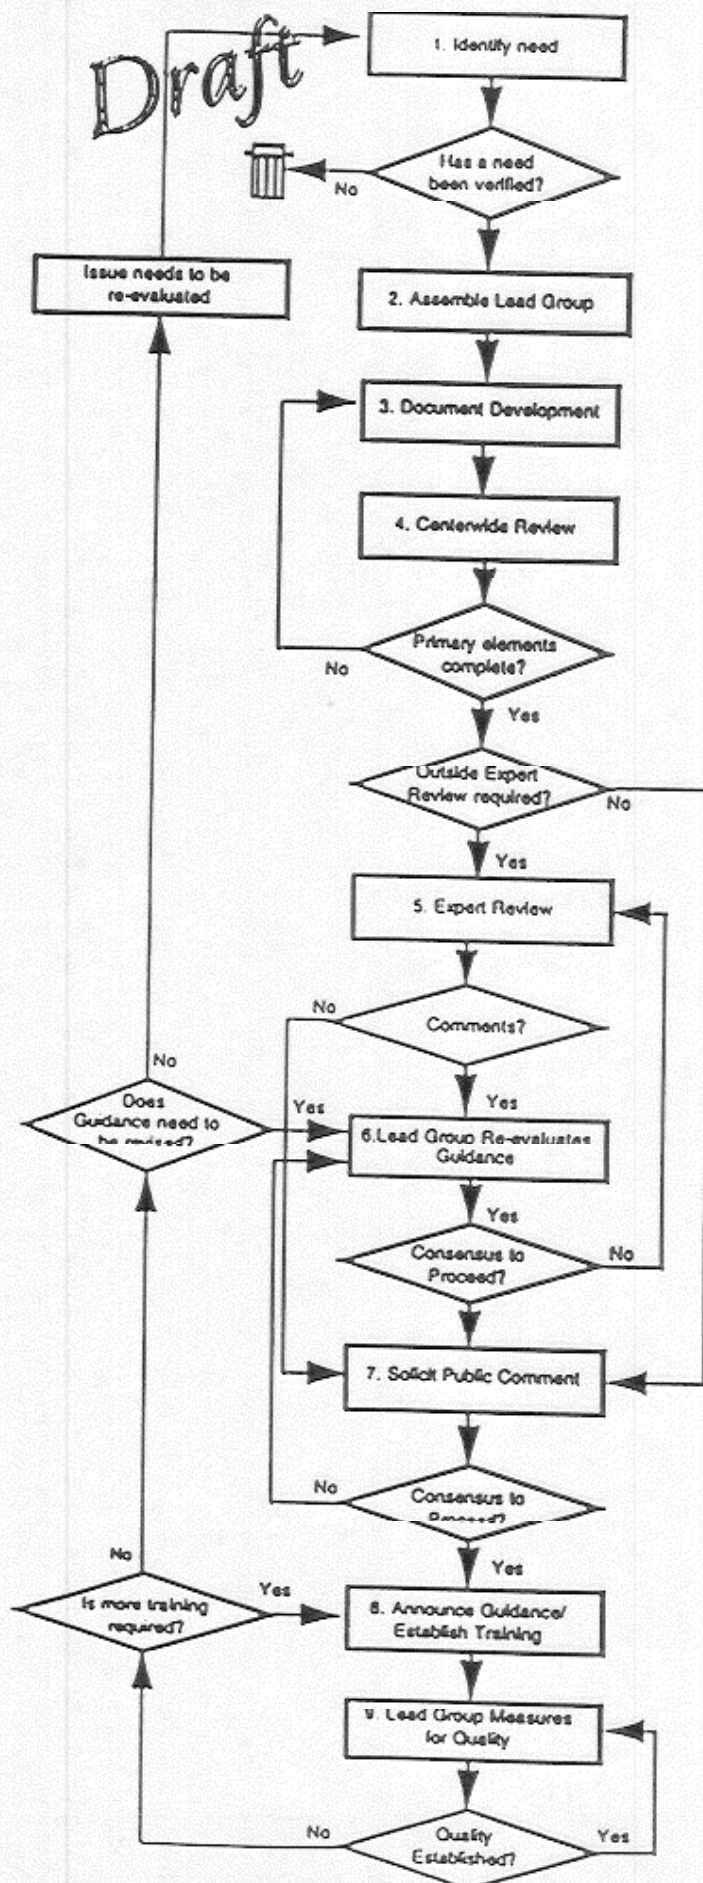 Draft
1. Identify need
Has a need
been verified?
No
Issue needs to be
re-evaluated
2. Assemble Lead Group
3. Document Development
4. Centerwide Review
Primary elements
complete?
No
Yes
Outside Expert
Review required?
No
Yes
5. Expert Review
No
Comments?
No
Does
Guidance need to
be revised?
Yes
Yes
6.Lead Group Re-evaluates
Guidance
Yes
Consensus to
Proceed?
No
7. Solicit Public Comment
No
Consensus to
Proceed?
No
Yes
Is more training
required?
Yes
8. Announce Guidance/
Establish Training
9. Lead Group Measures
for Quality
No
Quality
Established?
Yes